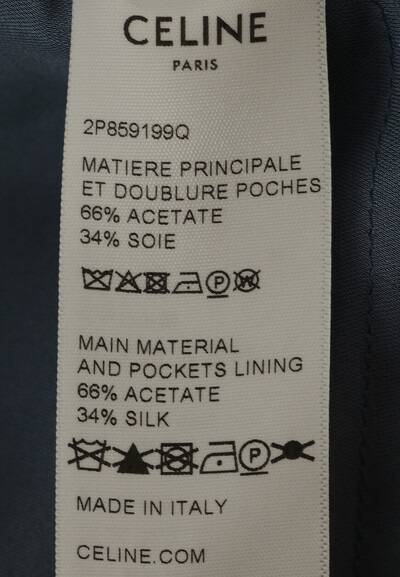 CELINE
PARIS
2P859199Q
MATIERE PRINCIPALE
ET DOUBLURE POCHES
66% ACETATE
34% SOIE
MAIN MATERIAL
AND POCKETS LINING
66% ACETATE
34% SILK
MADE IN ITALY
CELINE.COM